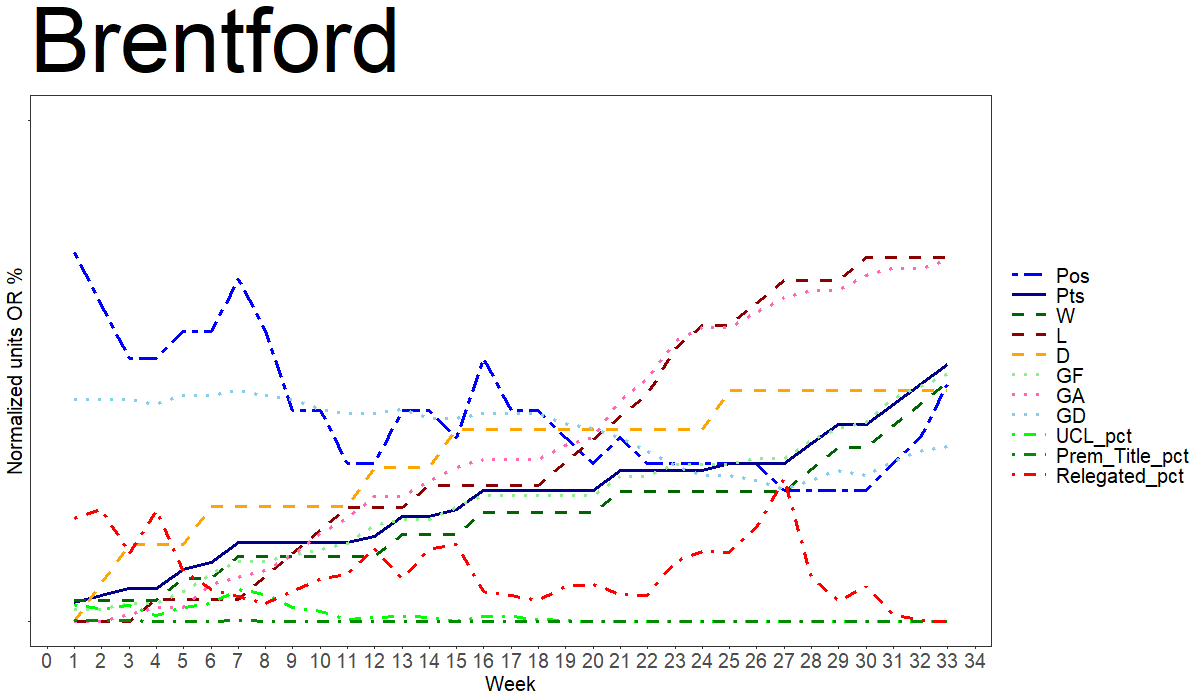 Brentford
Normalized units OR %
Pos
Pts
W
L
D
GF
GA
GD
UCL_pct
Prem_Title_pct
Relegated_pct
0 1 2 3 4 5 6 7 8 9 10 11 12 13 14 15 16 17 18 19 20 21 22 23 24 25 26 27 28 29 30 31 32 33 34
Week